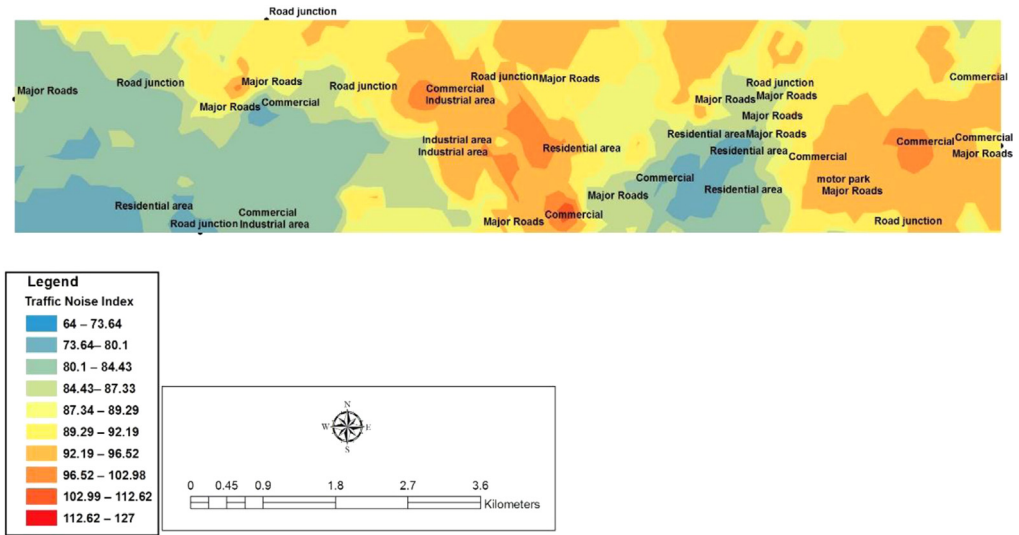 Road junction
Commercial
Major Roads
Road junction
Major Roads
Road junction
Road junction
Major Roads
Road junction
Commercial
Industrial area
Major Roads
Major Roads
Major Roads
Commercial
Major Roads
Residential area
Major Roads
Industrial area
Industrial area
Residential area
Residential area
Commercial
Commercial
Commercial
Major Roads
Commercial
motor park
Major Roads
Residential area
Major Roads
Residential area
Commercial
Road junction
Industrial area
Major Roads
Commercial
Road junction
Legend
Traffic Noise Index
64 – 73.64
73.64– 80.1
80.1 – 84.43
84.43– 87.33
87.34 – 89.29
89.29 – 92.19
92.19 – 96.52
96.52 – 102.98
102.99 – 112.62
112.62 – 127
N
W E
S
0 0.45 0.9 1.8 2.7 3.6
Kilometers